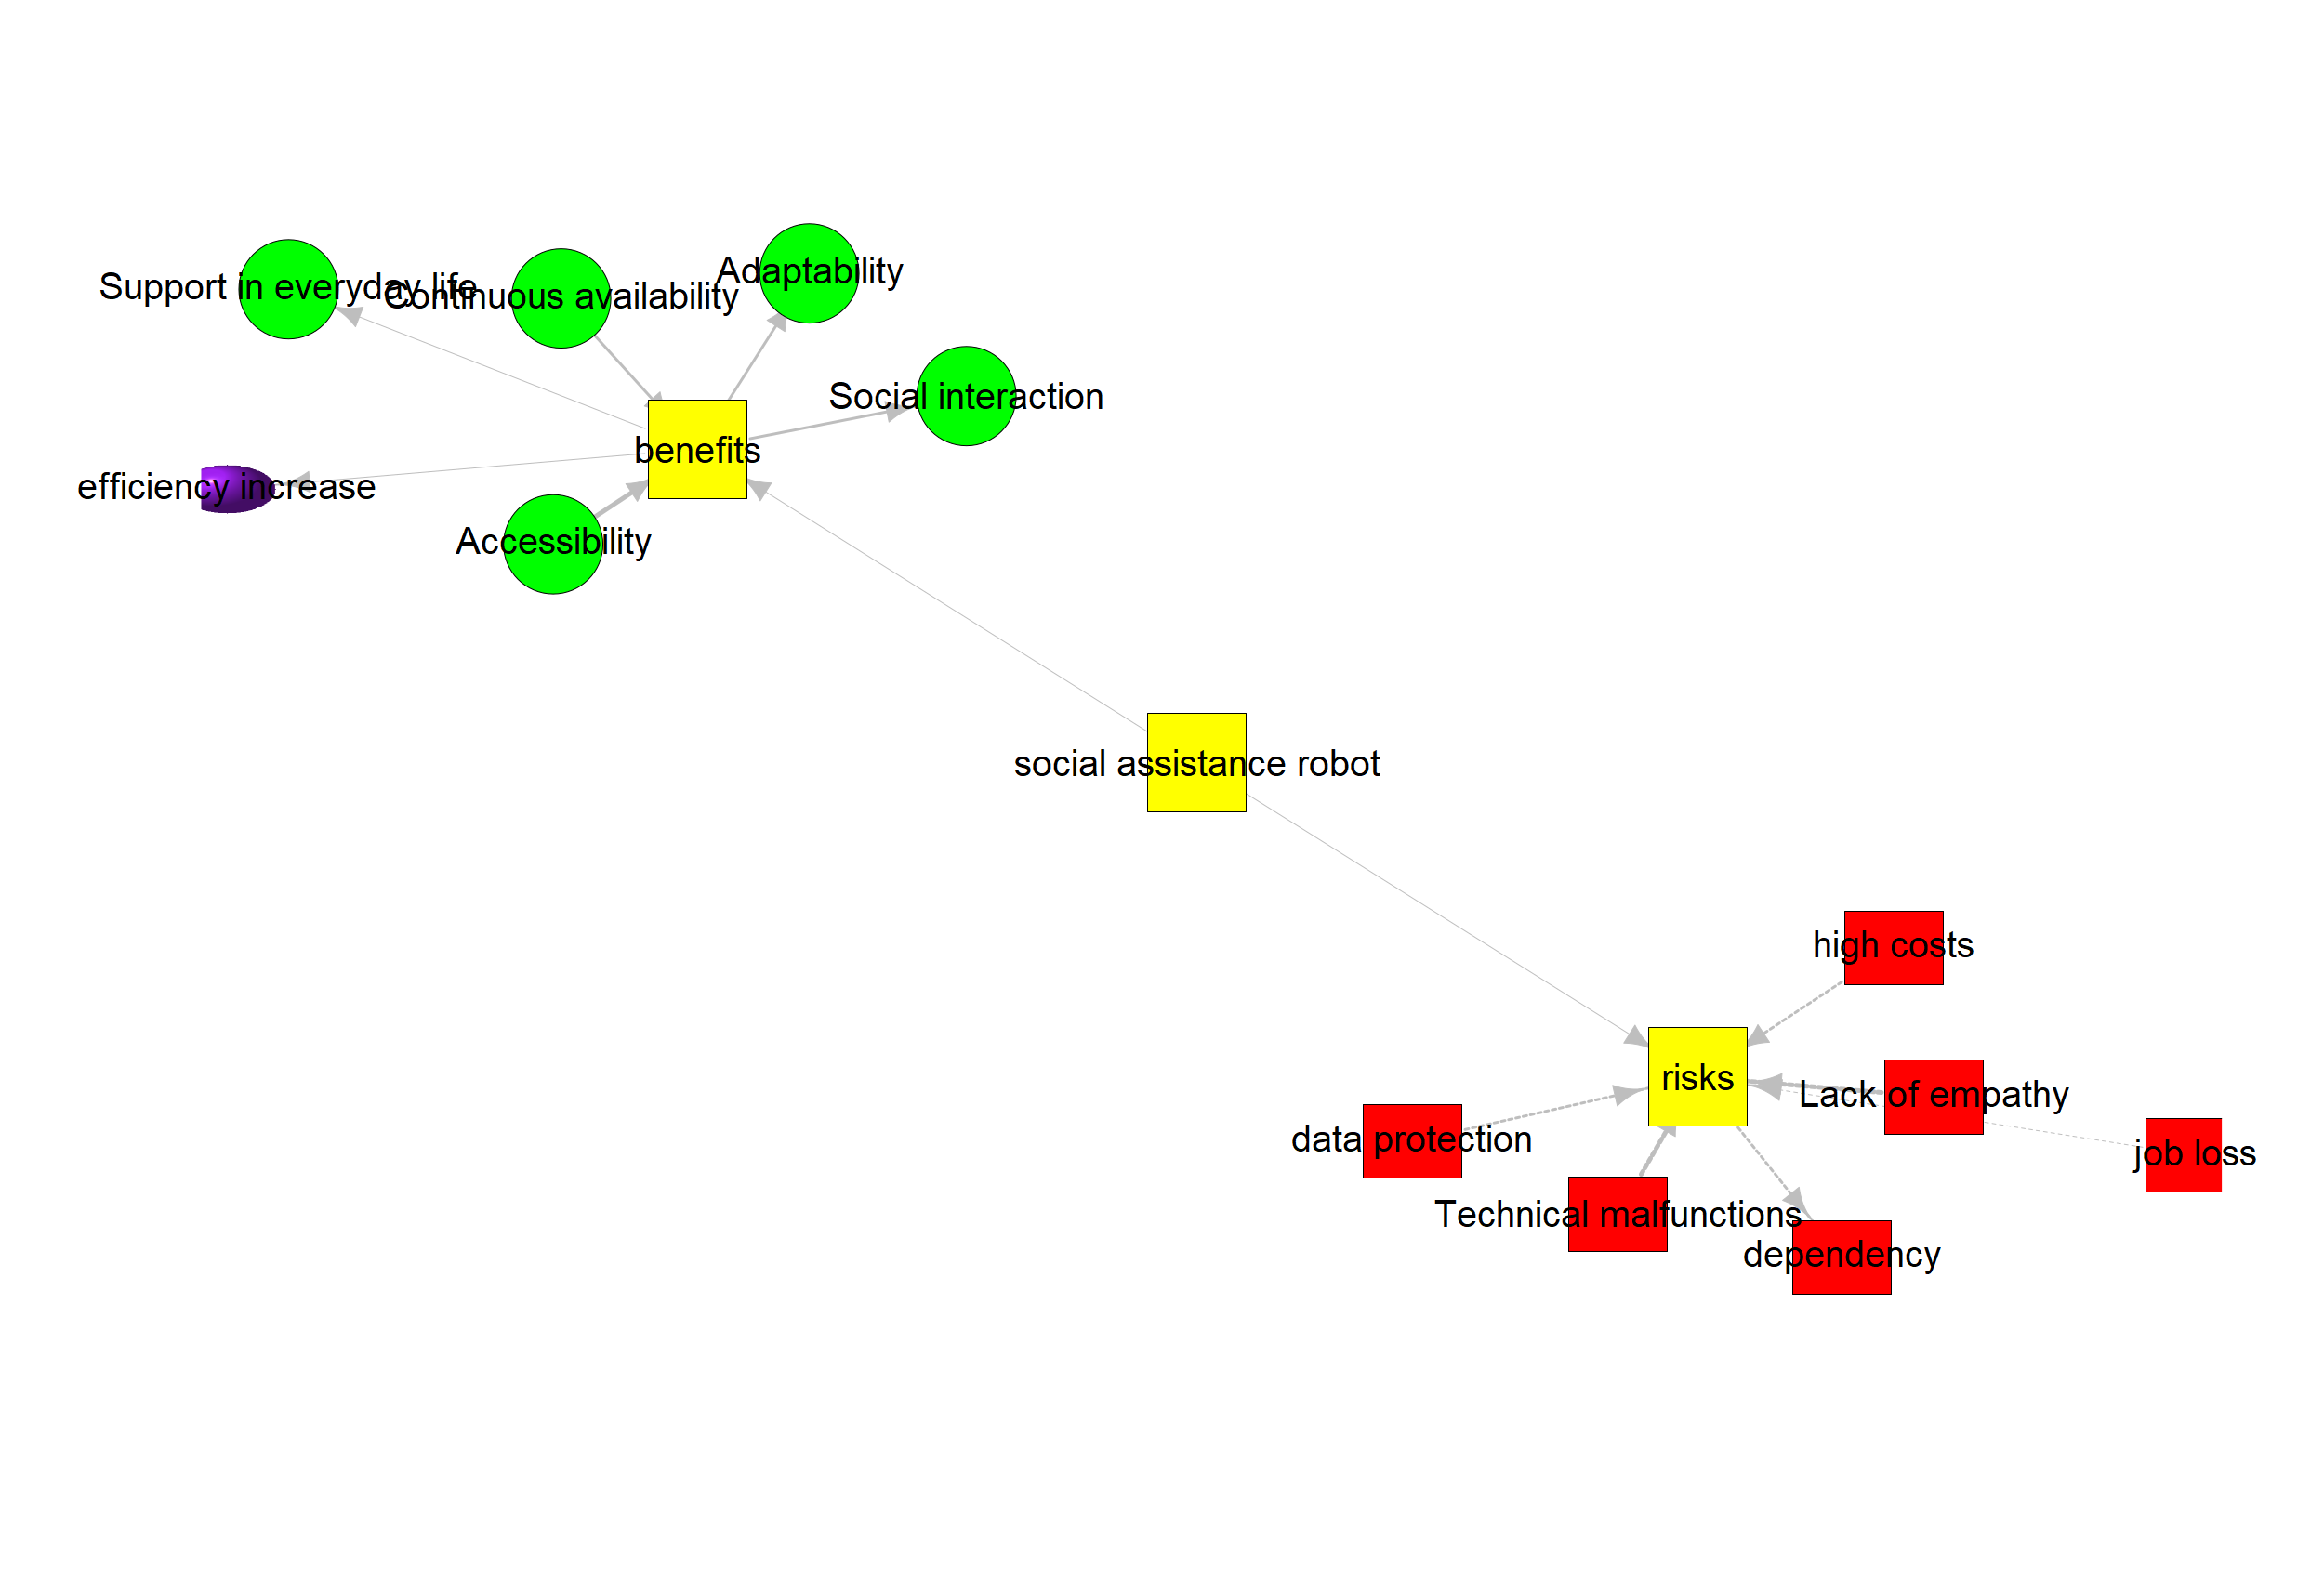 Adaptability
Support in everyday life
Continuous availability
Social interaction
benefits
efficiency increase
Accessibility
social assistance robot
high costs
risks
Lack of empathy
data protection
job loss
Technical malfunctions
dependency